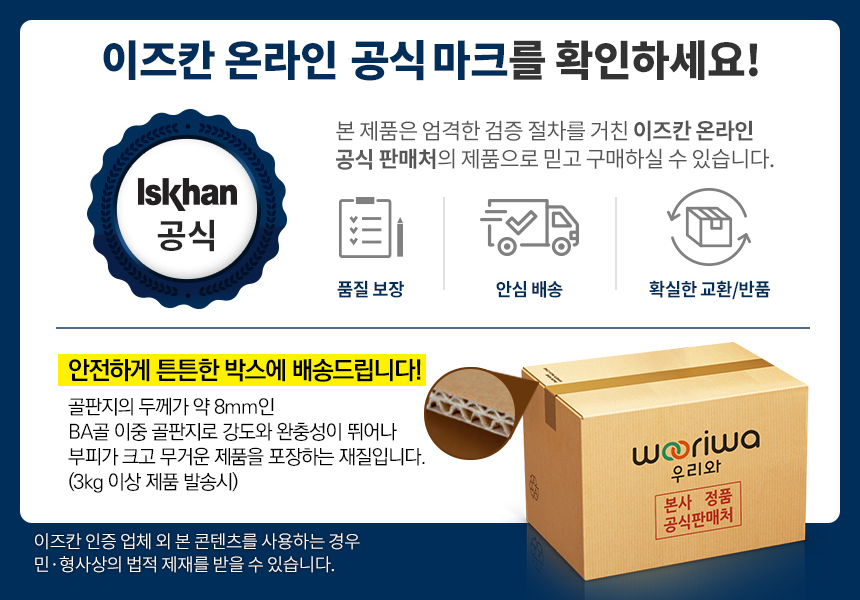 이즈칸 온라인 공식마크를 확인하세요!
Iskhan
공식
본 제품은 엄격한 검증 절차를 거친 이즈칸 온라인
공식 판매처의 제품으로 믿고 구매하실 수 있습니다.
품질 보장
안심 배송
확실한 교환/반품
안전하게 튼튼한 박스에 배송드립니다!
골판지의 두께가 약 8mm인
BA골 이중 골판지로 강도와 완충성이 뛰어나
부피가 크고 무거운 제품을 포장하는 재질입니다.
(3kg 이상 제품 발송시)
wooriwa
우리와
본사 정품
공식판매처
이즈칸 인증 업체 외 본 콘텐츠를 사용하는 경우
민·형사상의 법적 제재를 받을 수 있습니다.